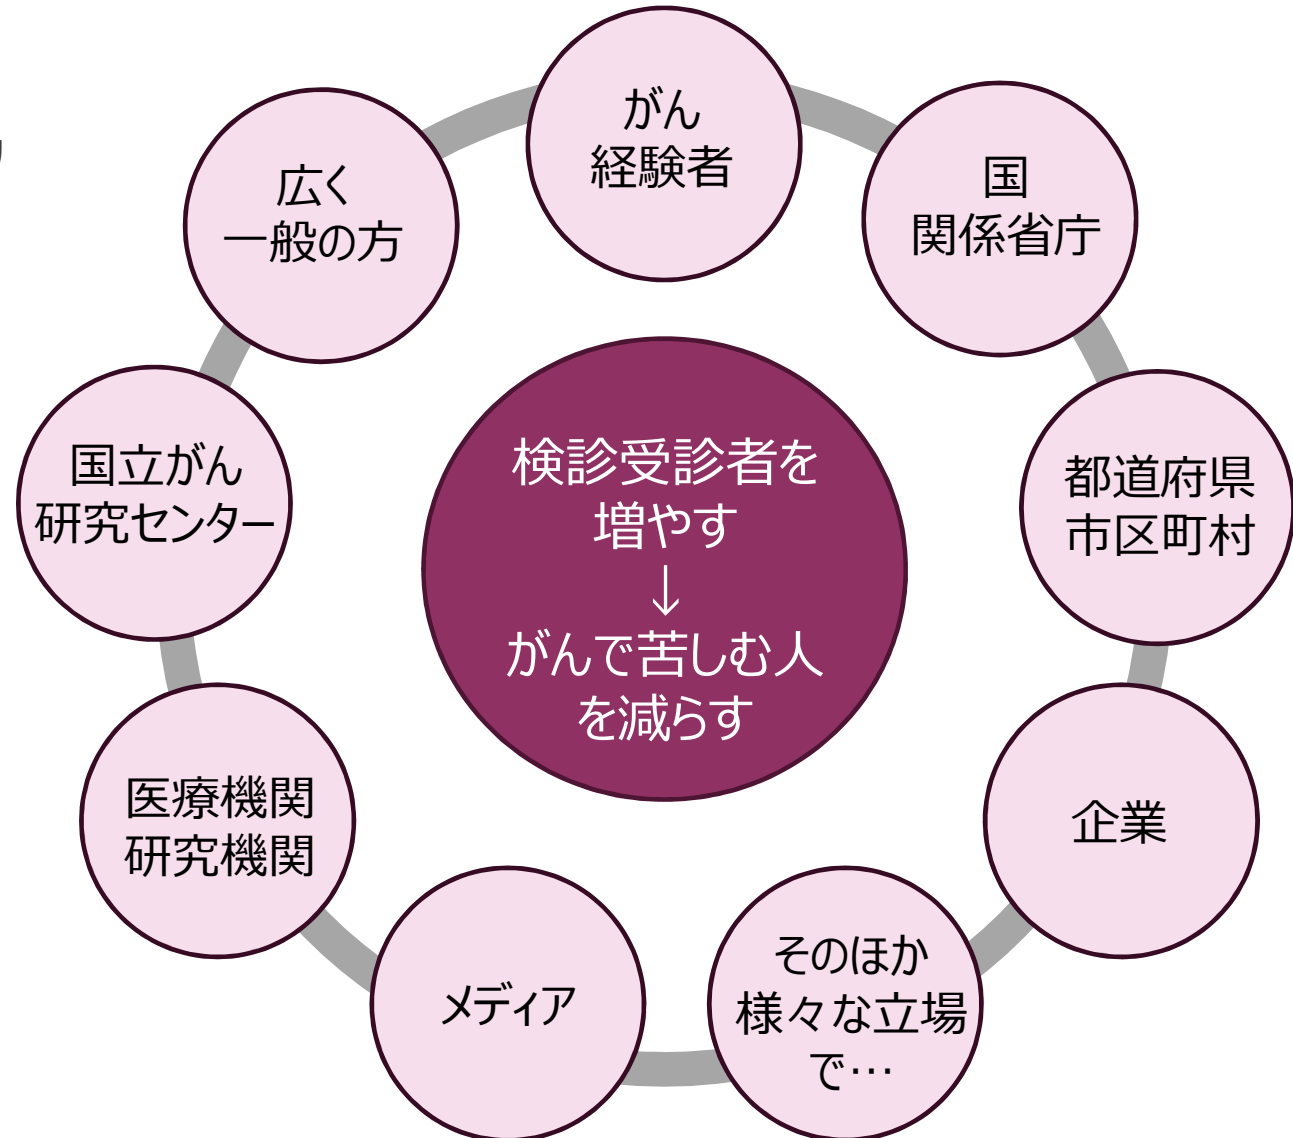 がん
経験者
国
関係省庁
都道府県
市区町村
企業
そのほか
様々な立場
で…
メディア
医療機関
研究機関
国立がん
研究センター
広く
一般の方
検診受診者を
増やす
↓
がんで苦しむ人
を減らす